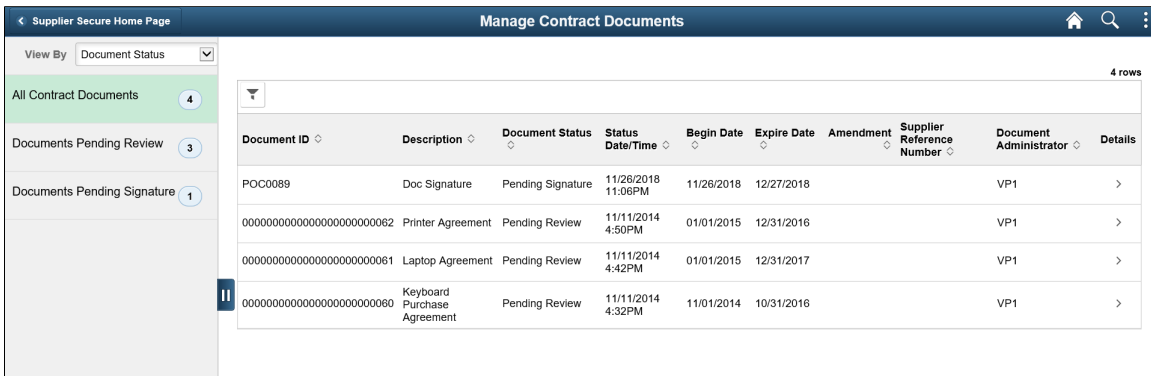 Supplier Secure Home Page
Manage Contract Documents
View By Document Status
4 rows
All Contract Documents 4
Documents Pending Review 3
Documents Pending Signature 1
Document ID Description Document Status Status Date/Time Begin Date Expire Date Amendment Supplier Reference Number Document Administrator Details
POC0089 Doc Signature Pending Signature 11/26/2018 11:06PM 11/26/2018 12/27/2018 VP1
0000000000000000000000062 Printer Agreement Pending Review 11/11/2014 4:50PM 01/01/2015 12/31/2016 VP1
0000000000000000000000061 Laptop Agreement Pending Review 11/11/2014 4:42PM 01/01/2015 12/31/2017 VP1
0000000000000000000000060 Keyboard Purchase Agreement Pending Review 11/11/2014 4:32PM 11/01/2014 10/31/2016 VP1